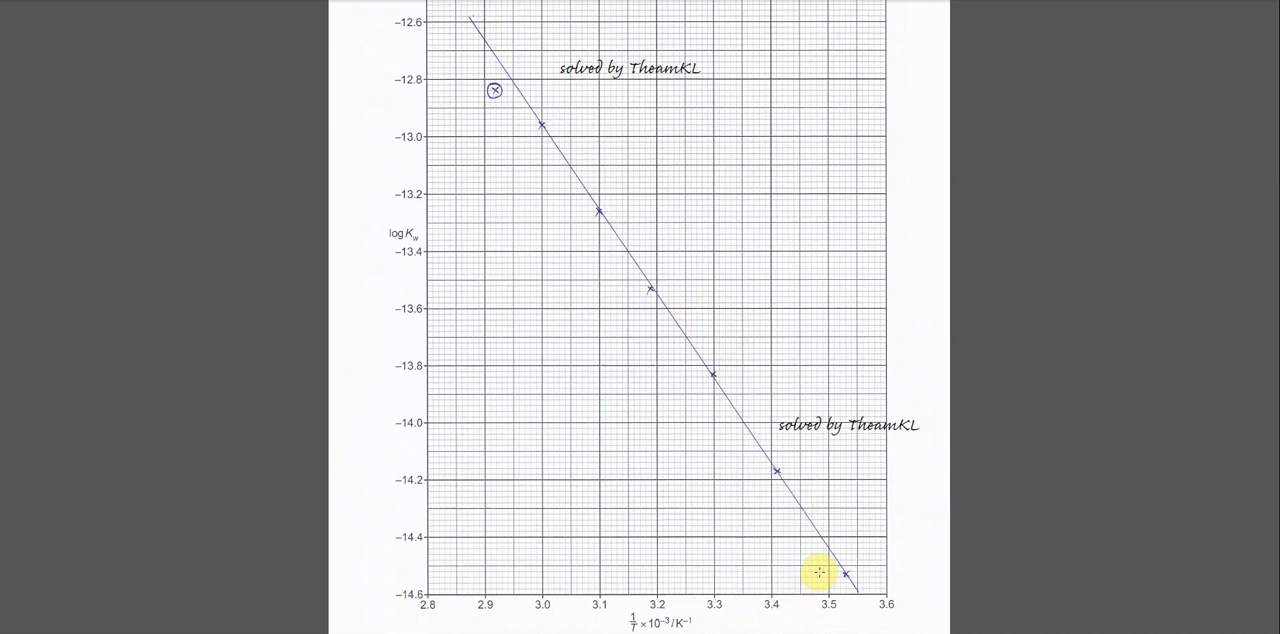 −12.6
solved by TheamKL
−12.8
−13.0
−13.2
log K_w
−13.4
−13.6
−13.8
−14.0
solved by TheamKL
−14.2
−14.4
−14.6
2.8 2.9 3.0 3.1 3.2 3.3 3.4 3.5 3.6
1/T × 10⁻³ / K⁻¹